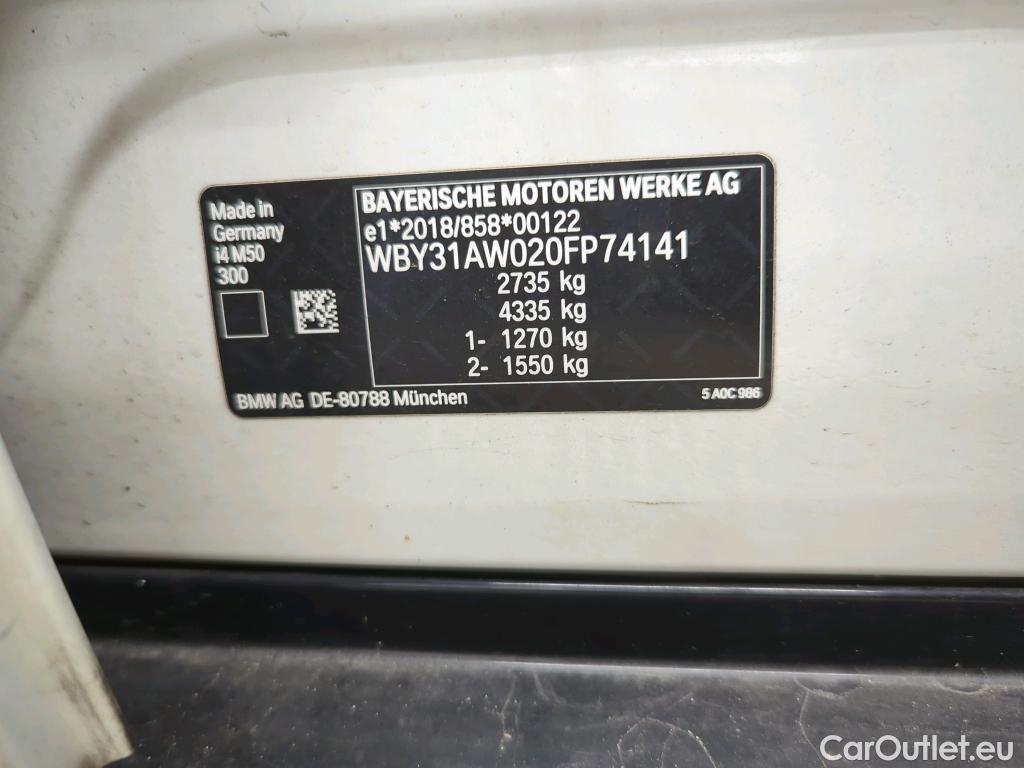 Made in
Germany
i4 M50
300
BAYERISCHE MOTOREN WERKE AG
e1*2018/858*00122
WBY31AW020FP74141
2735 kg
4335 kg
1- 1270 kg
2- 1550 kg
BMW AG DE-80788 München
5 A0C 986
CarOutlet.eu